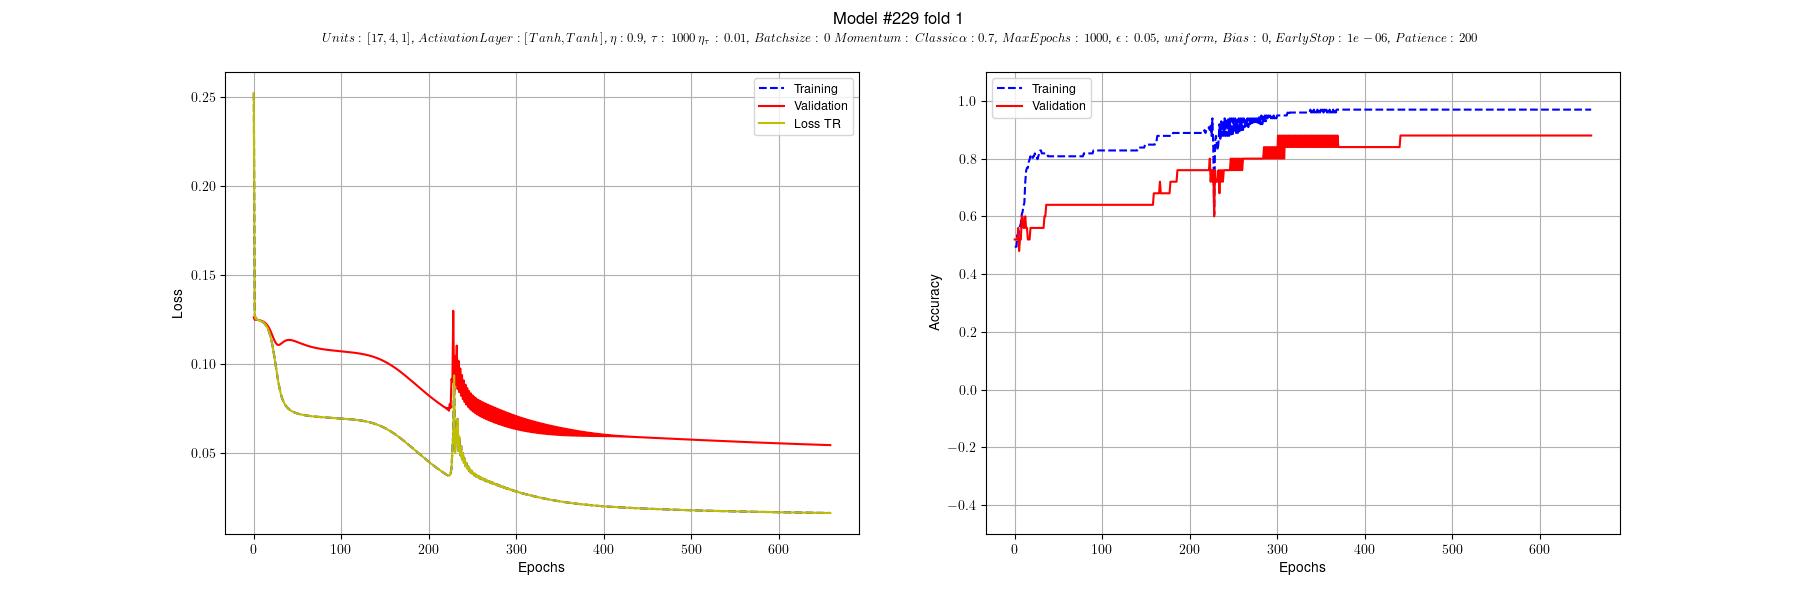 Model #229 fold 1
Units : [17, 4, 1], ActivationLayer : [Tanh, Tanh], η : 0.9, τ : 1000 ητ : 0.01, Batchsize : 0 Momentum : Classic α : 0.7, MaxEpochs : 1000, ϵ : 0.05, uniform, Bias : 0, EarlyStop : 1e − 06, Patience : 200
Training
Validation
Loss TR
0.25
0.20
0.15
0.10
0.05
Loss
0 100 200 300 400 500 600
Epochs
Training
Validation
1.0
0.8
0.6
0.4
0.2
0.0
−0.2
−0.4
Accuracy
0 100 200 300 400 500 600
Epochs